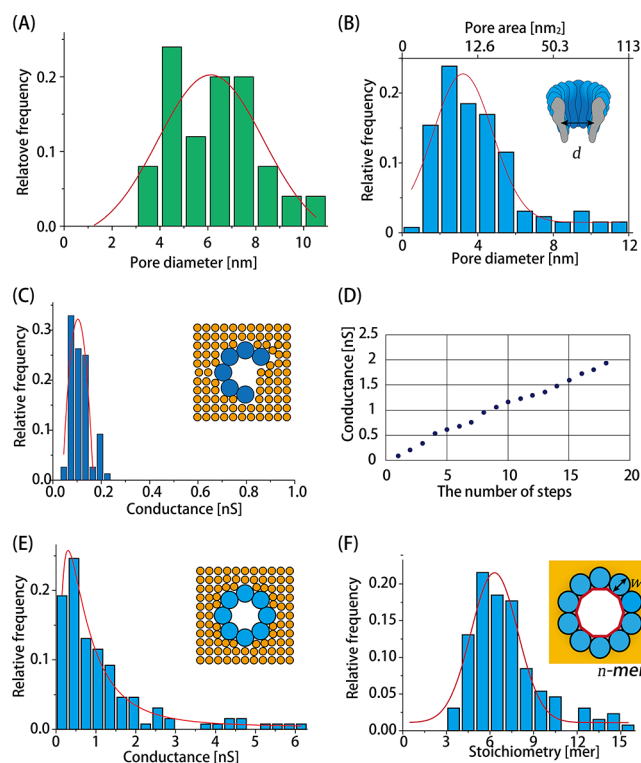 (A)
Relatove frequency
0.2
0.1
0
0 2 4 6 8 10
Pore diameter [nm]
(B)
Pore area [nm2]
0 12.6 50.3 113
Relative frequency
0.2
0.1
0
0 4 8 12
Pore diameter [nm]
d
(C)
Relative frequency
0.3
0.2
0.0
0.0 0.2 0.4 0.6 0.8 1.0
Conductance [nS]
(D)
Conductance [nS]
2.5
2
1.5
1
0.5
0
0 5 10 15 20
The number of steps
(E)
Relative frequency
0.2
0.1
0.0
0 1 2 3 4 5 6
Conductance [nS]
(F)
Relative frequency
0.20
0.15
0.10
0.05
0.00
0 3 6 9 12 15
Stoichiometry [mer]
w
n-mer